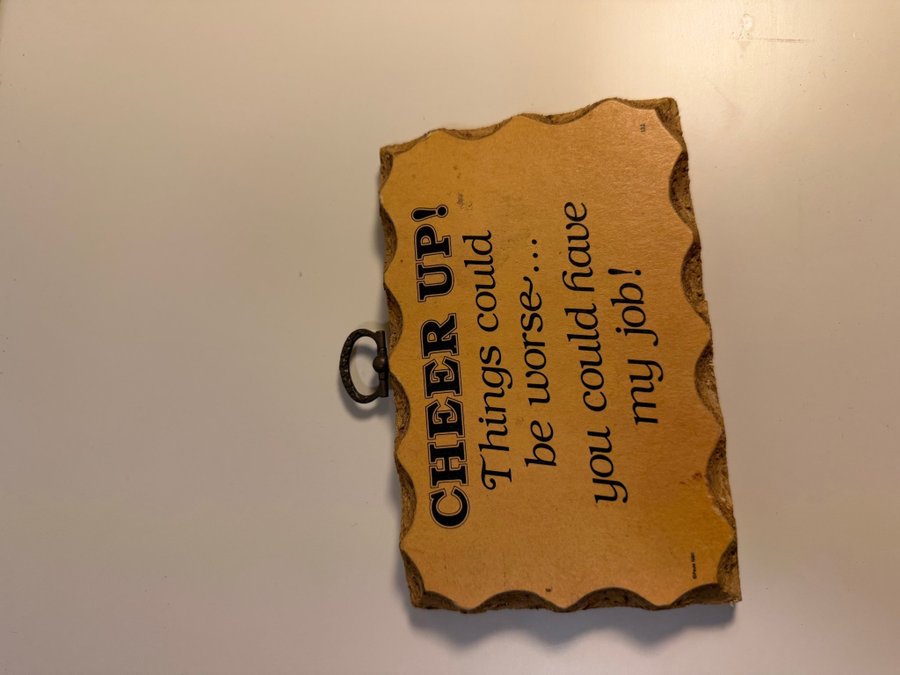 CHEER UP!
Things could
be worse...
you could have
my job!